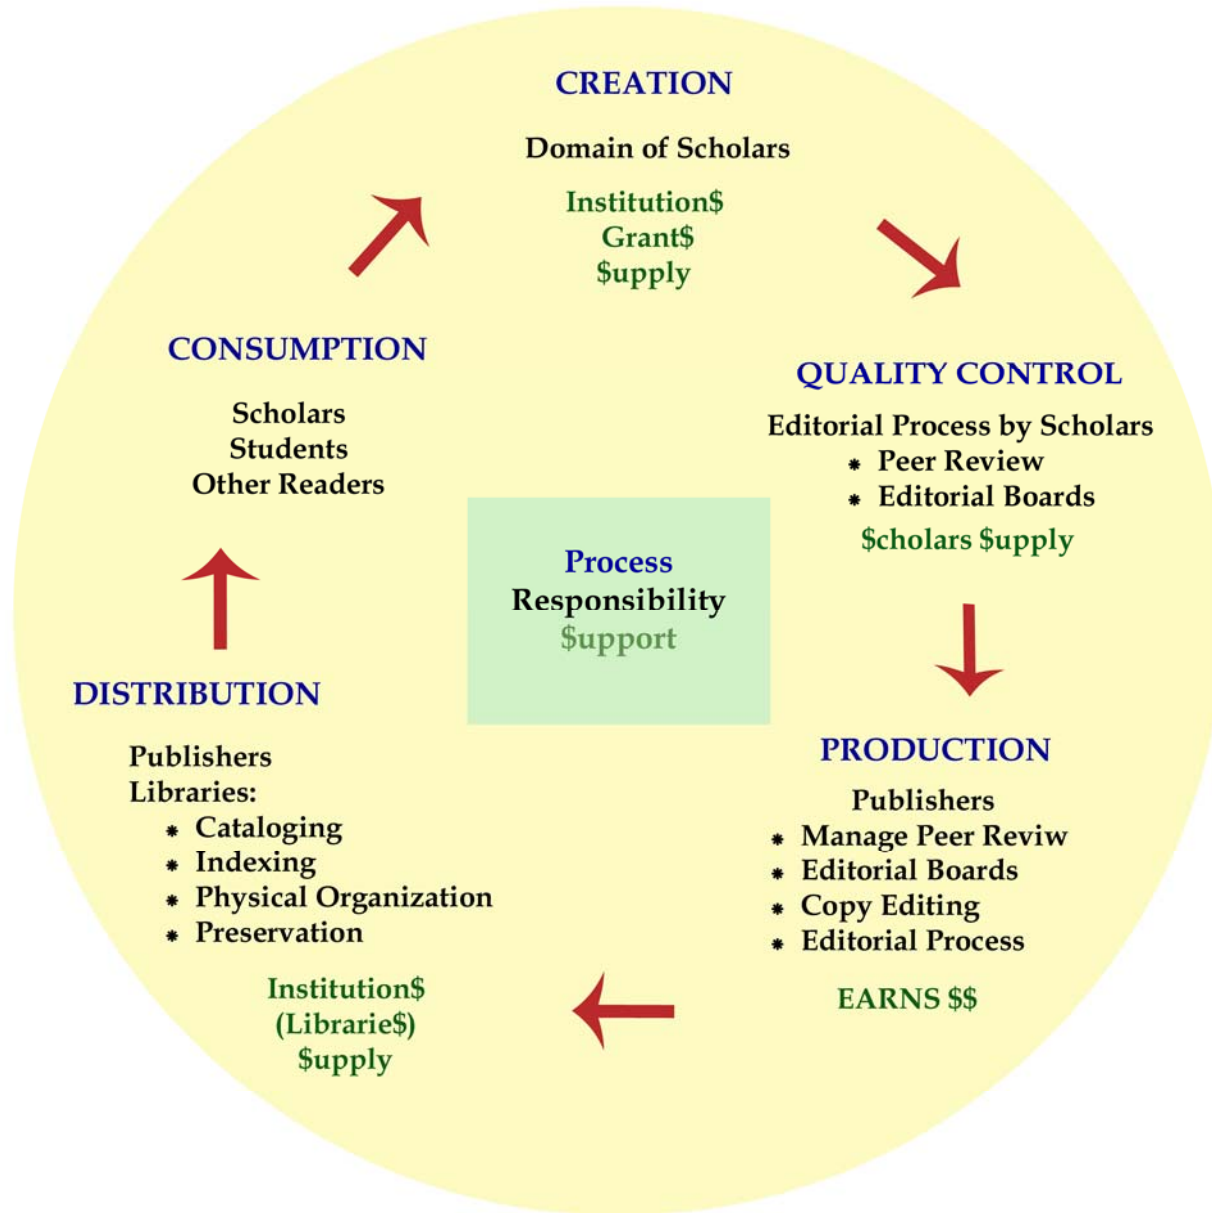 CREATION
Domain of Scholars
Institution$
Grant$
$upply
QUALITY CONTROL
Editorial Process by Scholars
* Peer Review
* Editorial Boards
$cholars $upply
PRODUCTION
Publishers
* Manage Peer Reviw
* Editorial Boards
* Copy Editing
* Editorial Process
EARNS $$
DISTRIBUTION
Publishers
Libraries:
* Cataloging
* Indexing
* Physical Organization
* Preservation
Institution$
(Librarie$)
$upply
CONSUMPTION
Scholars
Students
Other Readers
Process
Responsibility
$upport